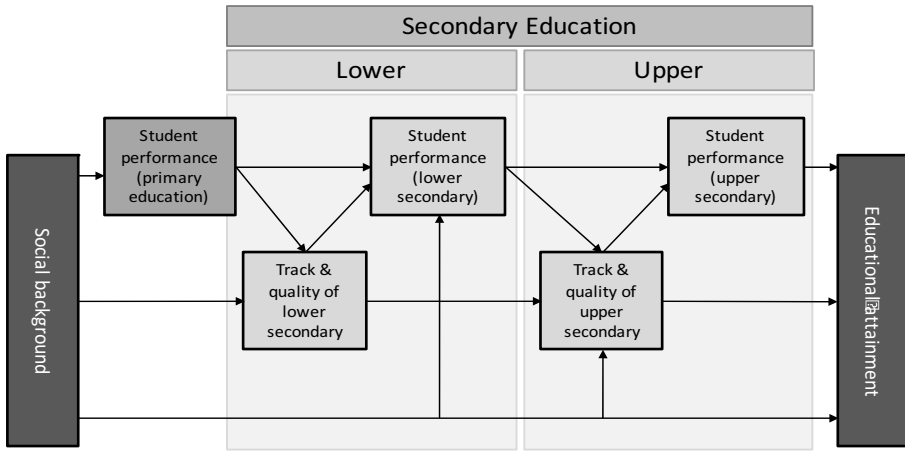 Secondary Education
Lower
Upper
Student
performance
(primary
education)
Student
performance
(lower
secondary)
Student
performance
(upper
secondary)
Social background
Track &
quality of
lower
secondary
Track &
quality of
upper
secondary
Educational⍰attainment